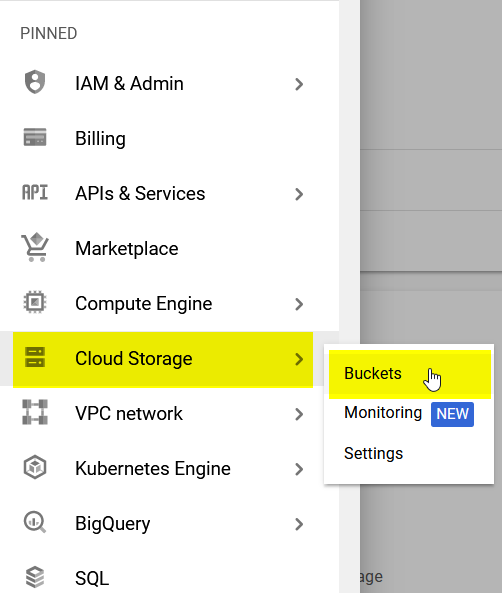 PINNED
IAM & Admin
Billing
API APIs & Services
Marketplace
Compute Engine
Cloud Storage
Buckets
Monitoring NEW
Settings
VPC network
Kubernetes Engine
BigQuery
SQL
age